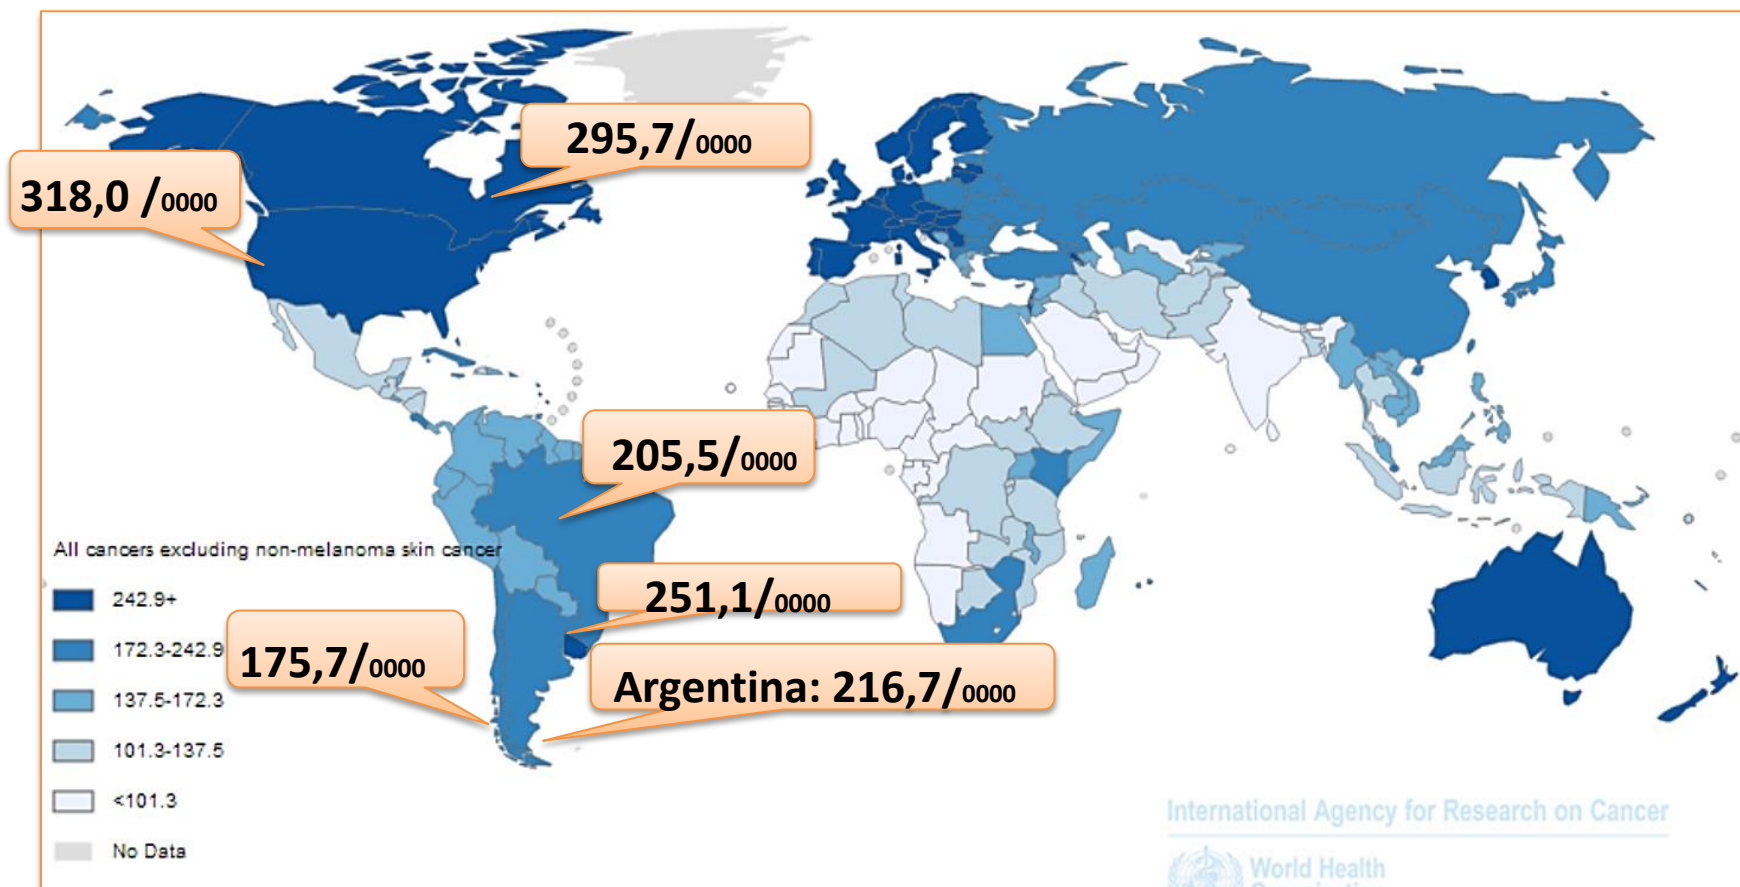 295,7/0000
318,0 /0000
205,5/0000
All cancers excluding non-melanoma skin cancer
242.9+
172.3-242.9
137.5-172.3
101.3-137.5
<101.3
No Data
251,1/0000
175,7/0000
Argentina: 216,7/0000
International Agency for Research on Cancer
World Health